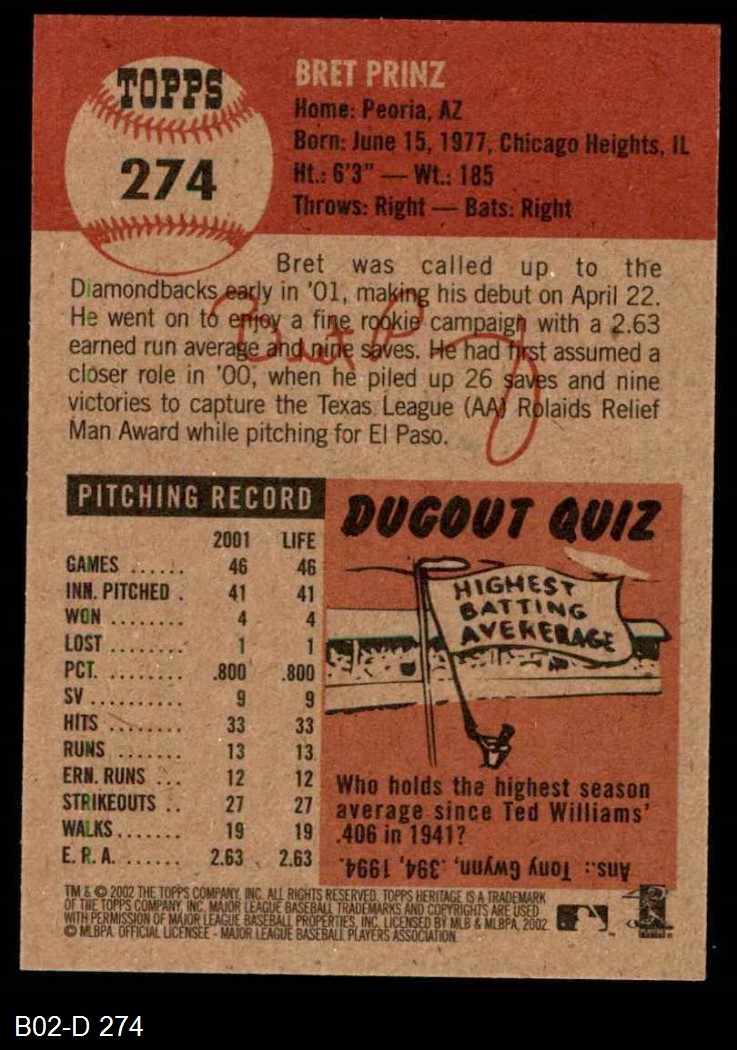 TOPPS
274
BRET PRINZ
Home: Peoria, AZ
Born: June 15, 1977, Chicago Heights, IL
Ht.: 6'3" — Wt.: 185
Throws: Right — Bats: Right
Bret was called up to the
Diamondbacks early in '01, making his debut on April 22.
He went on to enjoy a fine rookie campaign with a 2.63
earned run average and nine saves. He had first assumed a
closer role in '00, when he piled up 26 saves and nine
victories to capture the Texas League (AA) Rolaids Relief
Man Award while pitching for El Paso.
PITCHING RECORD
2001 LIFE
GAMES ...... 46 46
INN. PITCHED . 41 41
WON ........ 4 4
LOST ........ 1 1
PCT. ........ .800 .800
SV .......... 9 9
HITS ........ 33 33
RUNS ....... 13 13
ERN. RUNS ... 12 12
STRIKEOUTS .. 27 27
WALKS....... 19 19
E. R. A. ...... 2.63 2.63
DUGOUT QUIZ
HIGHEST
BATTING
AVEKERAGE
Who holds the highest season
average since Ted Williams'
.406 in 1941?
Ans.: Tony Gwynn, .394, 1994.
TM & © 2002 THE TOPPS COMPANY, INC. ALL RIGHTS RESERVED. TOPPS HERITAGE IS A TRADEMARK
OF THE TOPPS COMPANY, INC. MAJOR LEAGUE BASEBALL TRADEMARKS AND COPYRIGHTS ARE USED
WITH PERMISSION OF MAJOR LEAGUE BASEBALL PROPERTIES, INC. LICENSED BY MLB & MLBPA, 2002.
© MLBPA. OFFICIAL LICENSEE - MAJOR LEAGUE BASEBALL PLAYERS ASSOCIATION.
B02-D 274